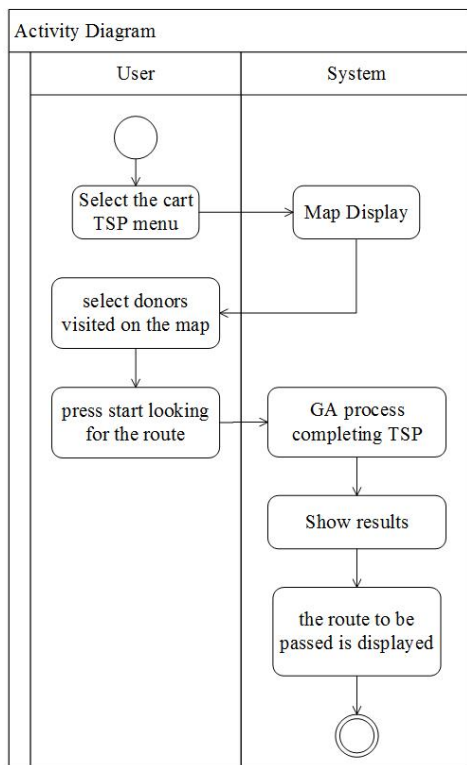 Activity Diagram
User
System
Select the cart
TSP menu
Map Display
select donors
visited on the map
press start looking
for the route
GA process
completing TSP
Show results
the route to be
passed is displayed